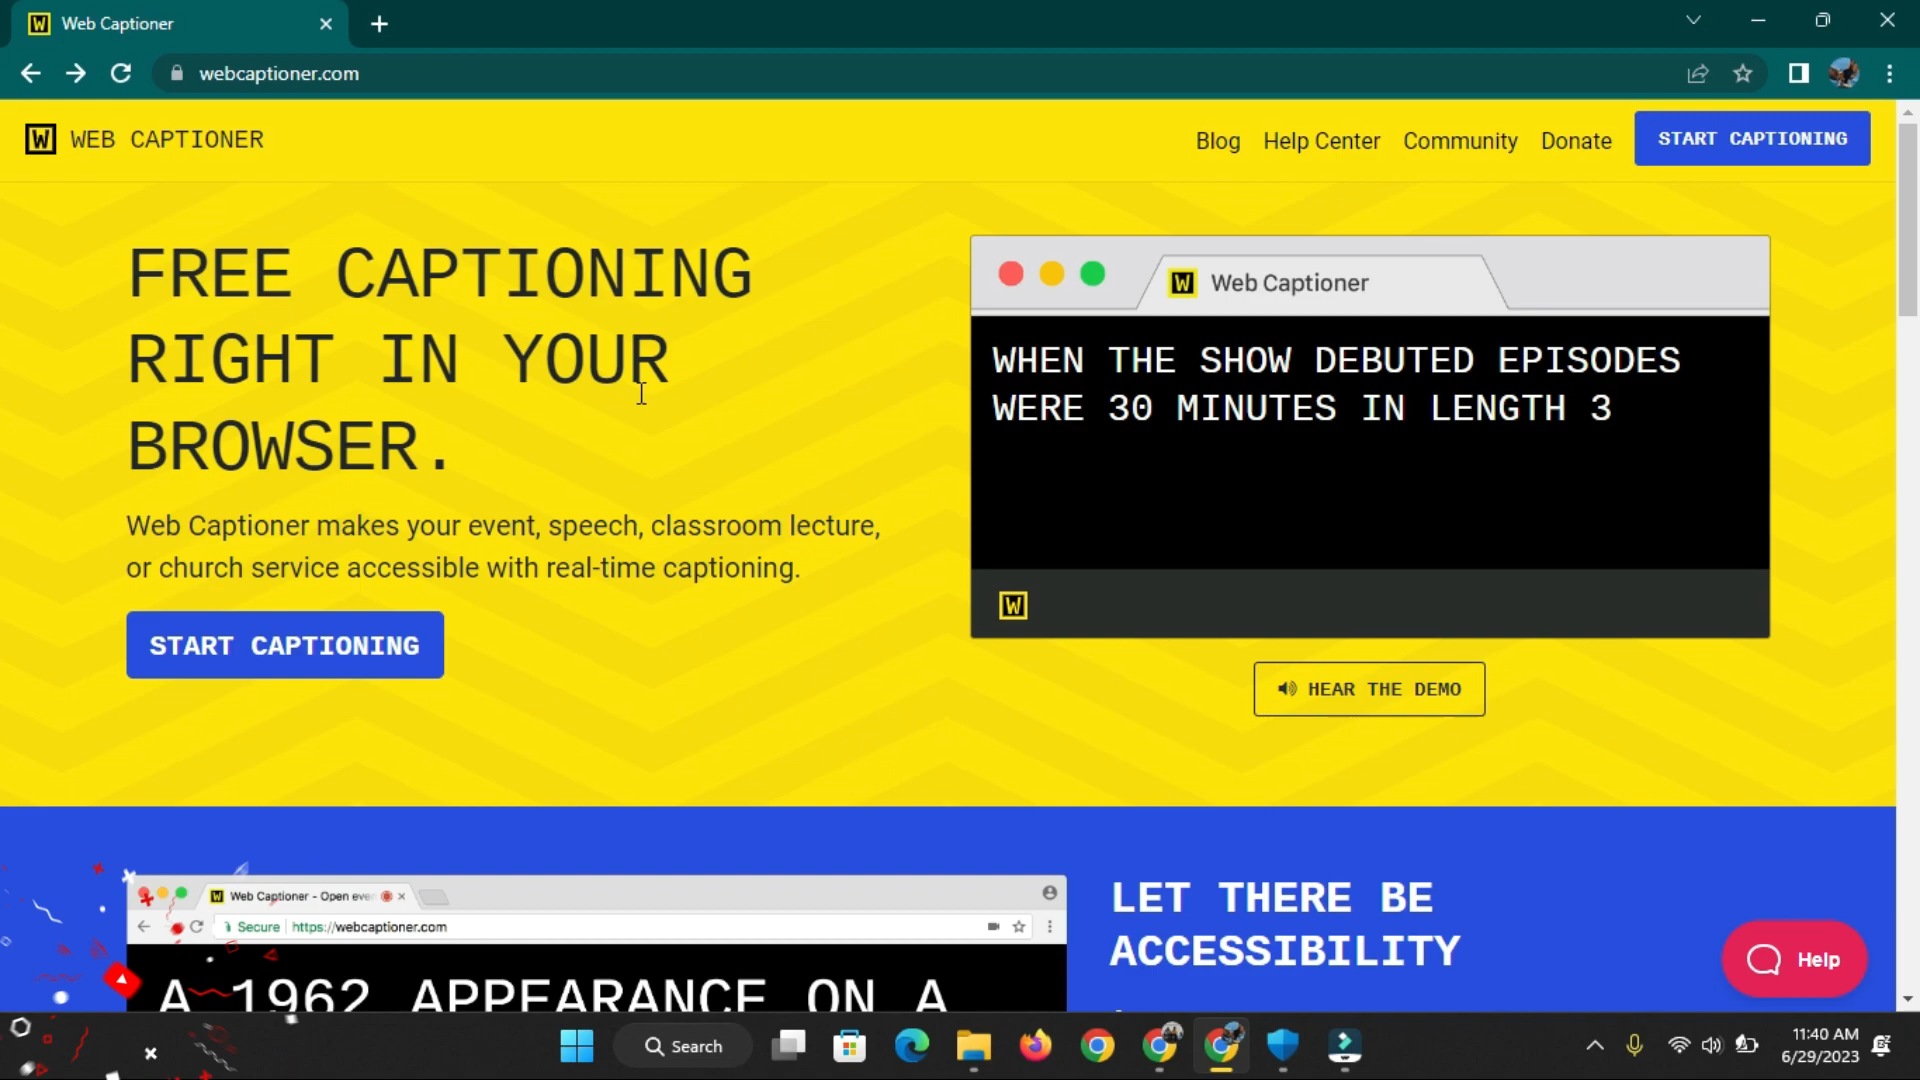 Web Captioner
webcaptioner.com
WEB CAPTIONER
Blog Help Center Community Donate START CAPTIONING
FREE CAPTIONING
RIGHT IN YOUR
BROWSER.
Web Captioner makes your event, speech, classroom lecture,
or church service accessible with real-time captioning.
START CAPTIONING
Web Captioner
WHEN THE SHOW DEBUTED EPISODES
WERE 30 MINUTES IN LENGTH 3
HEAR THE DEMO
Web Captioner - Open eve
Secure https://webcaptioner.com
A 1962 APPEARANCE ON A
LET THERE BE
ACCESSIBILITY
Help
Search
11:40 AM
6/29/2023